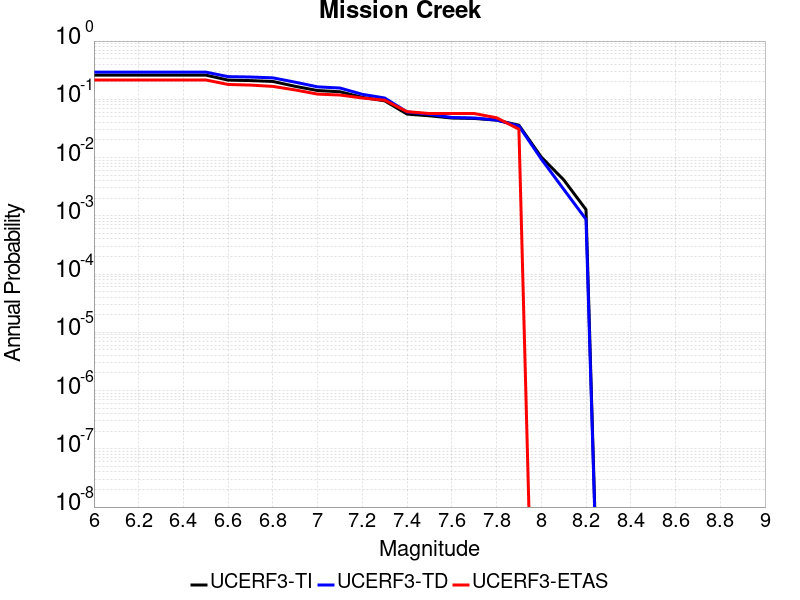 Mission Creek
10^0
10^-1
10^-2
10^-3
10^-4
10^-5
10^-6
10^-7
10^-8
Annual Probability
6 6.2 6.4 6.6 6.8 7 7.2 7.4 7.6 7.8 8 8.2 8.4 8.6 8.8 9
Magnitude
UCERF3-TI UCERF3-TD UCERF3-ETAS